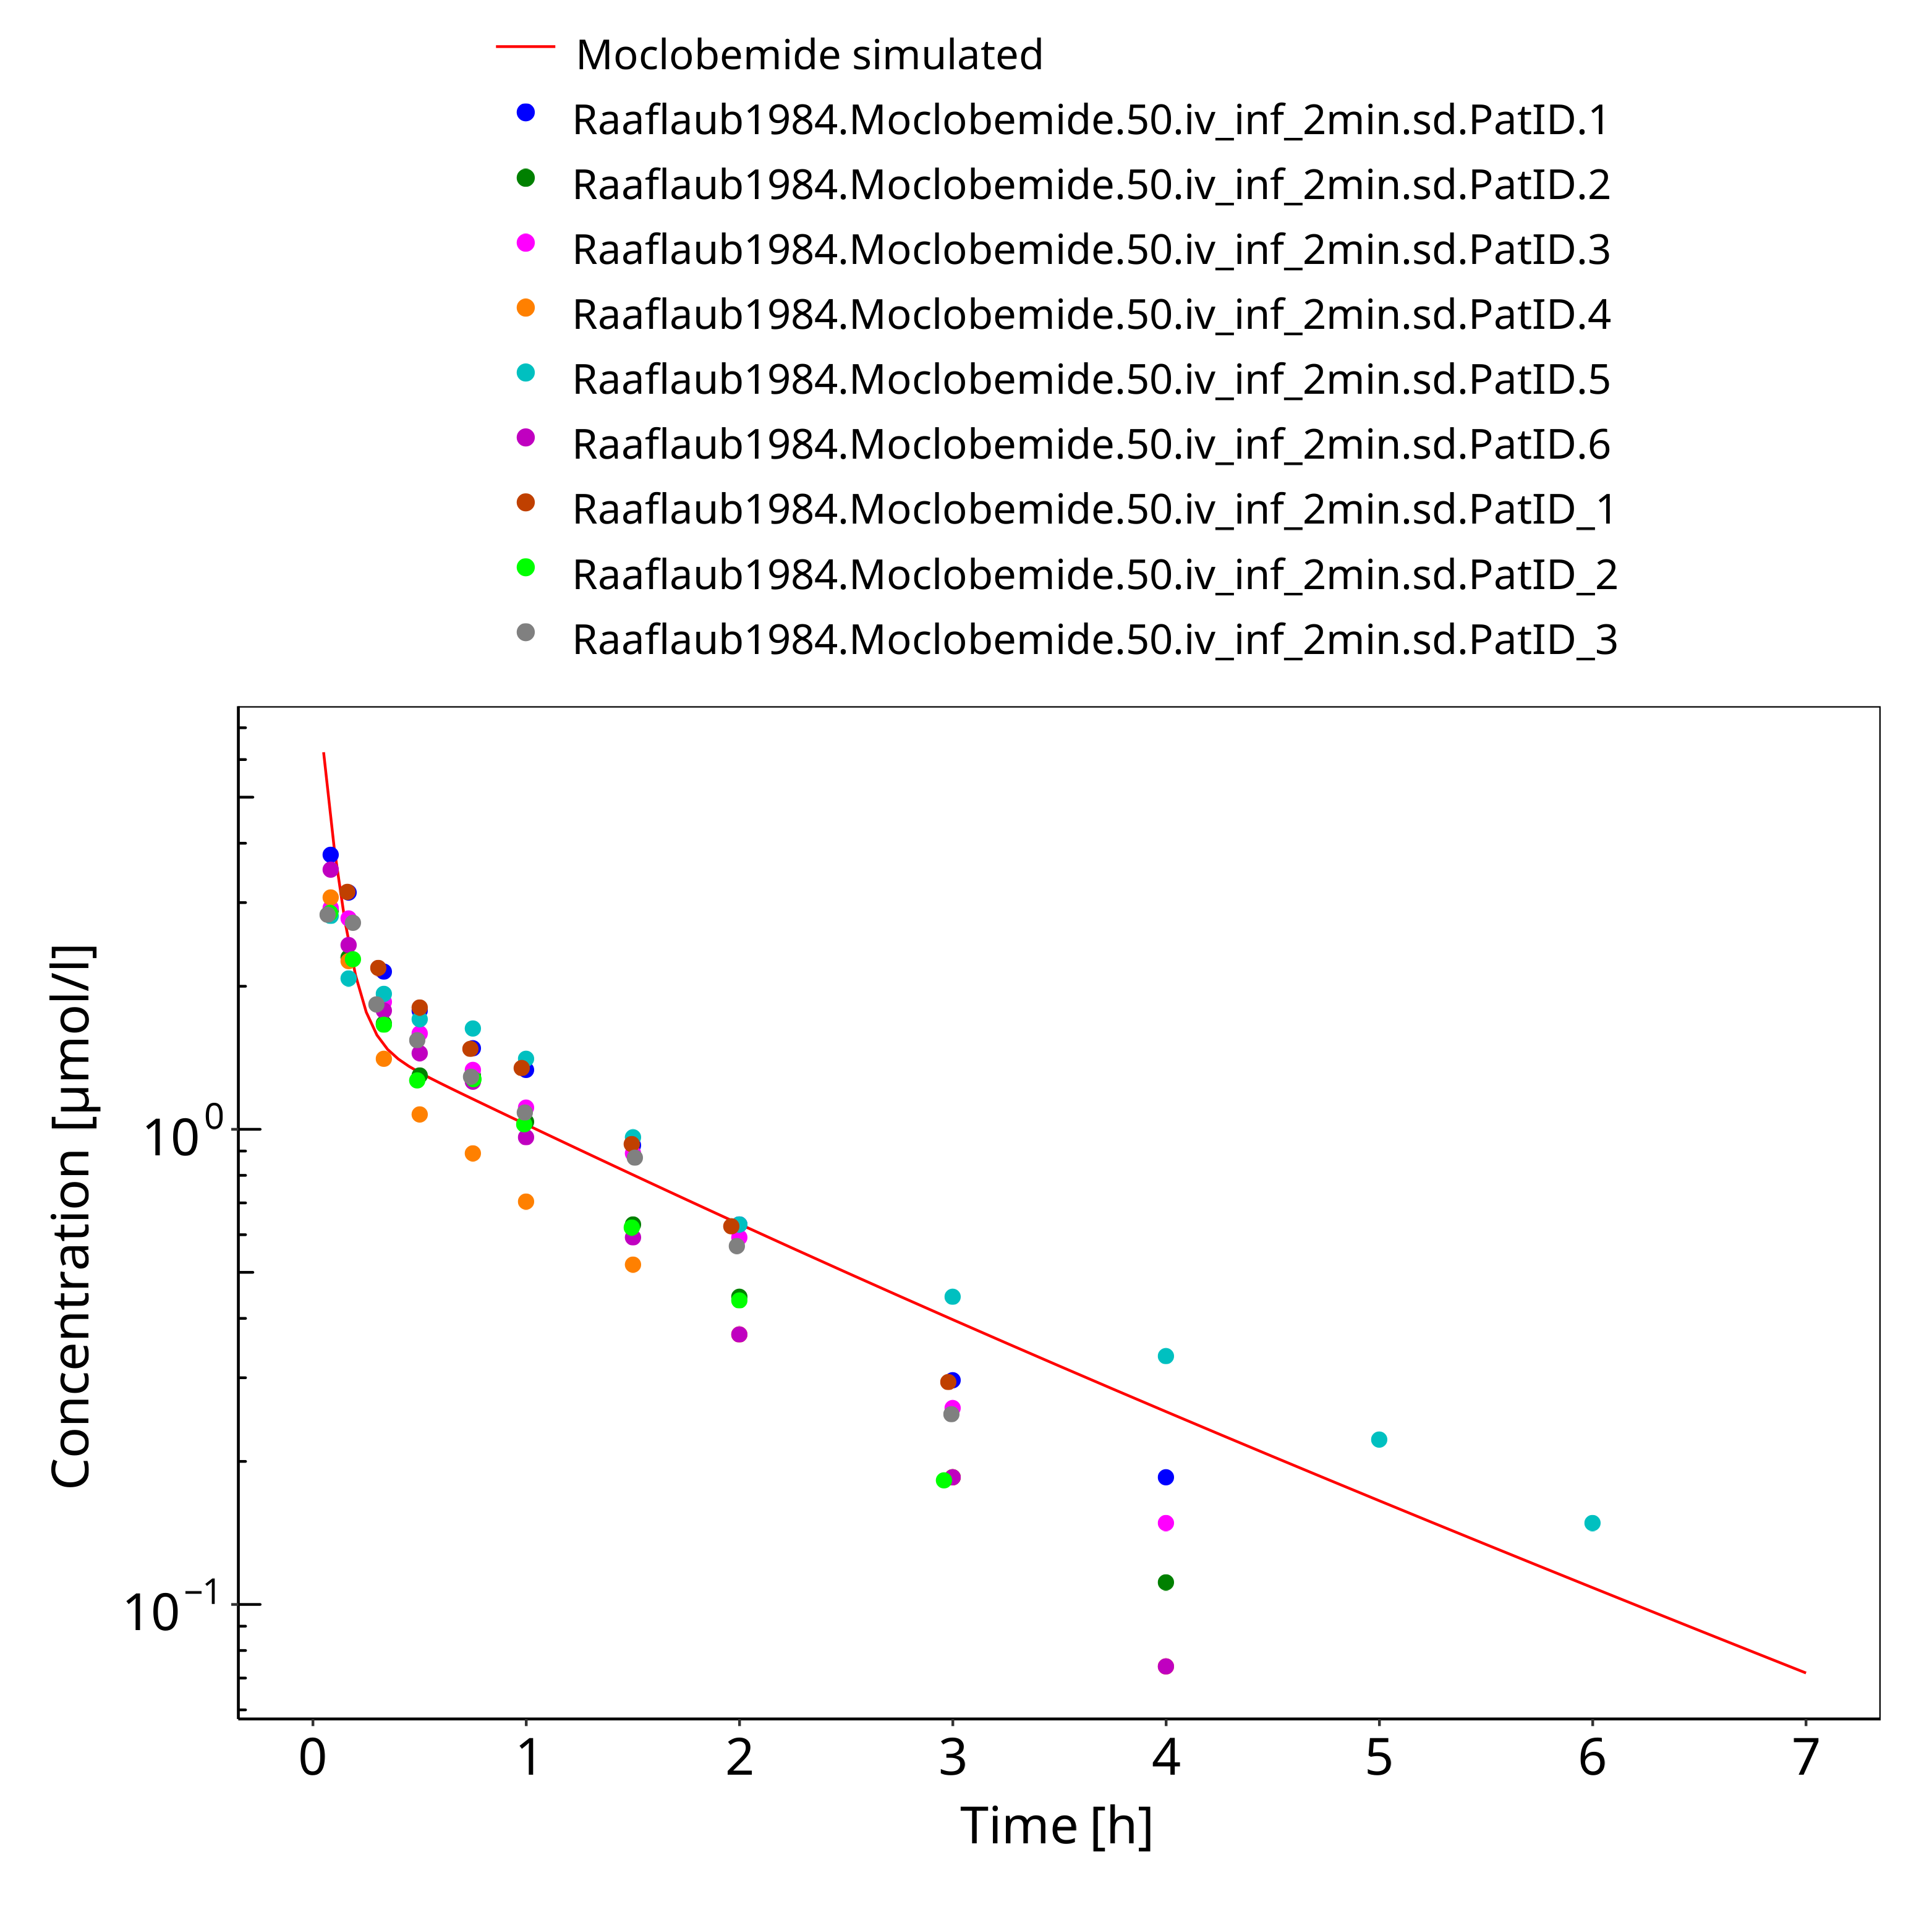 Moclobemide simulated
Raaflaub1984.Moclobemide.50.iv_inf_2min.sd.PatID.1
Raaflaub1984.Moclobemide.50.iv_inf_2min.sd.PatID.2
Raaflaub1984.Moclobemide.50.iv_inf_2min.sd.PatID.3
Raaflaub1984.Moclobemide.50.iv_inf_2min.sd.PatID.4
Raaflaub1984.Moclobemide.50.iv_inf_2min.sd.PatID.5
Raaflaub1984.Moclobemide.50.iv_inf_2min.sd.PatID.6
Raaflaub1984.Moclobemide.50.iv_inf_2min.sd.PatID_1
Raaflaub1984.Moclobemide.50.iv_inf_2min.sd.PatID_2
Raaflaub1984.Moclobemide.50.iv_inf_2min.sd.PatID_3
Concentration [µmol/l]
10⁰
10⁻¹
0 1 2 3 4 5 6 7
Time [h]